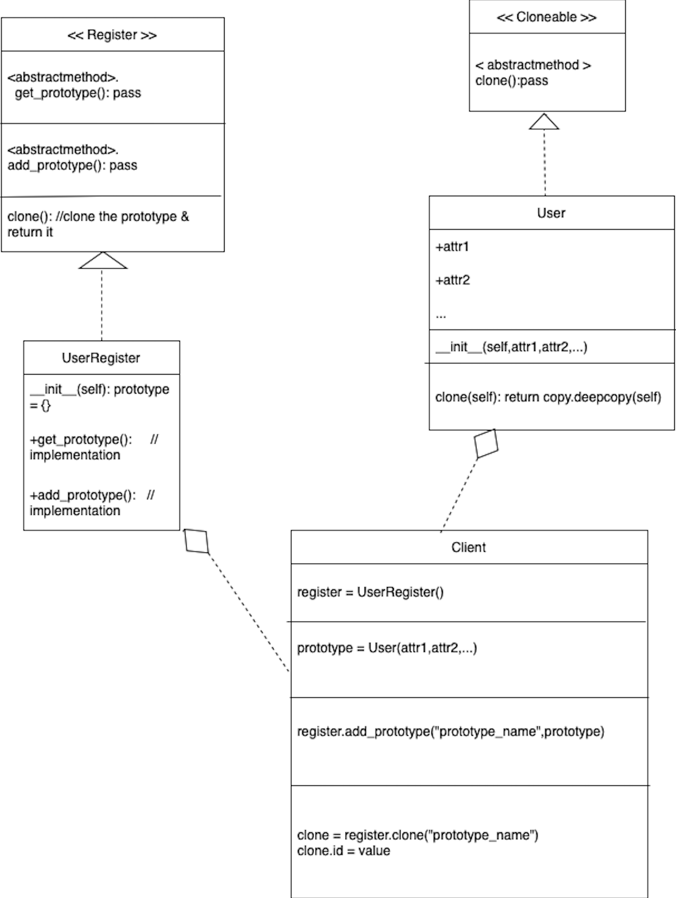 << Register >>
<abstractmethod>.
get_prototype(): pass
<abstractmethod>.
add_prototype(): pass
clone(): //clone the prototype &
return it
<< Cloneable >>
< abstractmethod >
clone():pass
User
+attr1
+attr2
...
__init__(self,attr1,attr2,...)
clone(self): return copy.deepcopy(self)
UserRegister
__init__(self): prototype
= {}
+get_prototype(): //
implementation
+add_prototype(): //
implementation
Client
register = UserRegister()
prototype = User(attr1,attr2,...)
register.add_prototype("prototype_name",prototype)
clone = register.clone("prototype_name")
clone.id = value